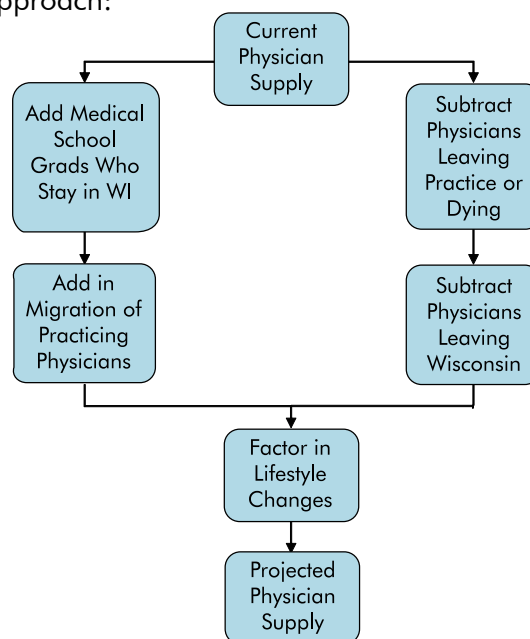 pproach:
Current
Physician
Supply
Add Medical
School
Grads Who
Stay in WI
Subtract
Physicians
Leaving
Practice or
Dying
Add in
Migration of
Practicing
Physicians
Subtract
Physicians
Leaving
Wisconsin
Factor in
Lifestyle
Changes
Projected
Physician
Supply